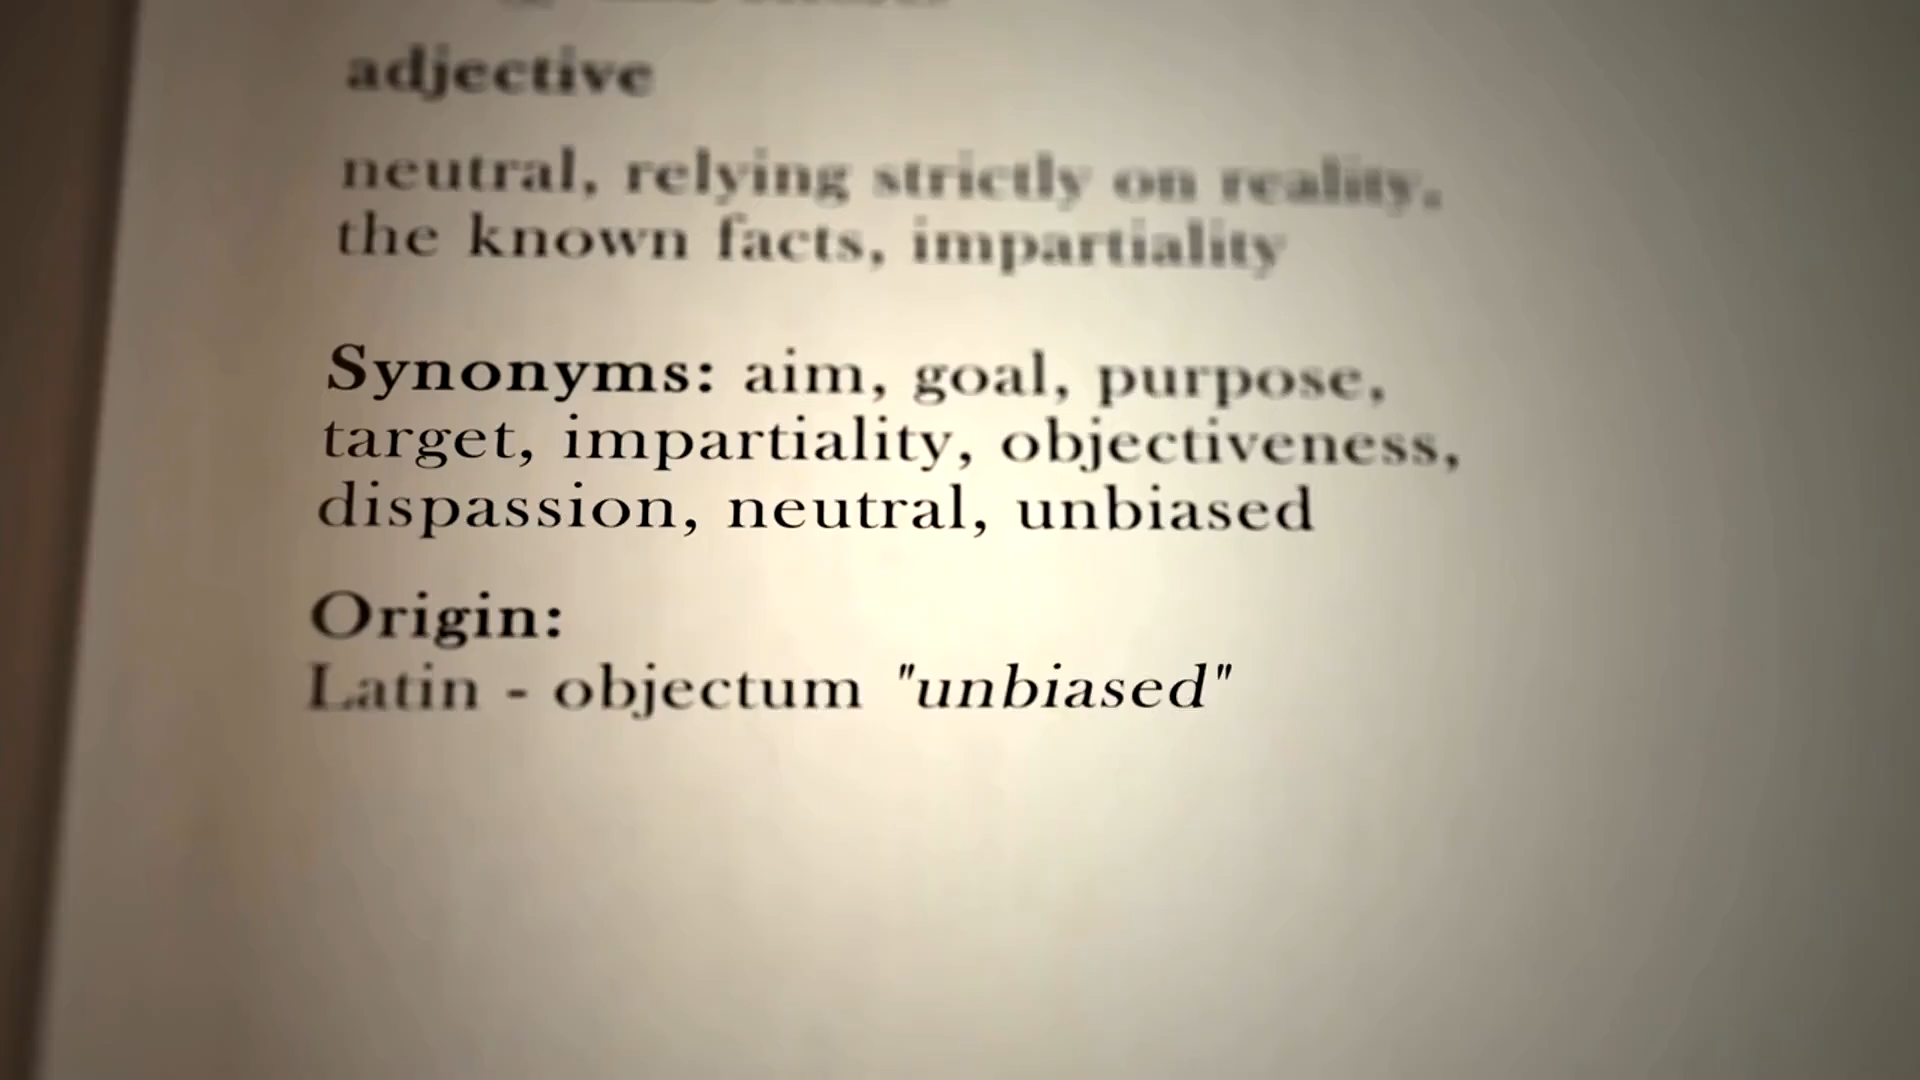 adjective
neutral, relying strictly on reality,
the known facts, impartiality
Synonyms: aim, goal, purpose,
target, impartiality, objectiveness,
dispassion, neutral, unbiased
Origin:
Latin - objectum "unbiased"